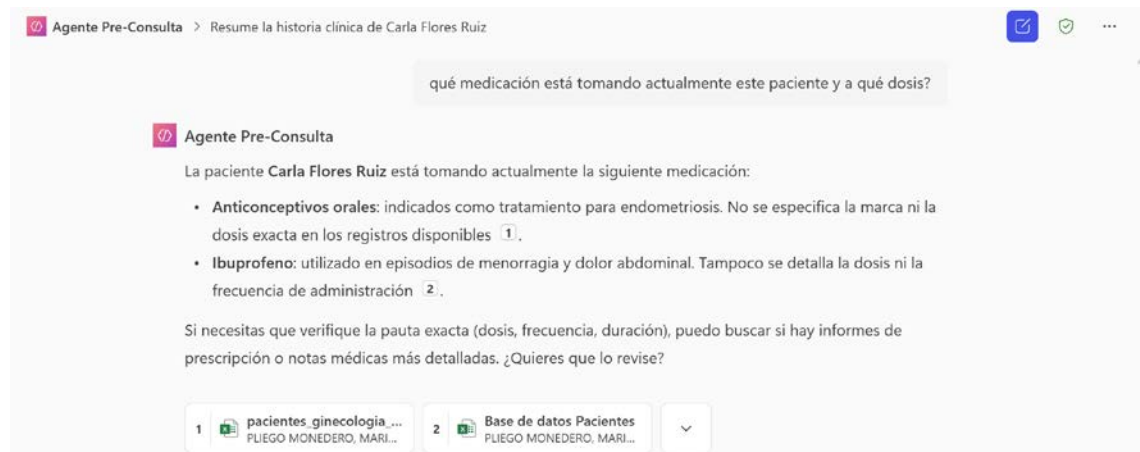 Agente Pre-Consulta > Resume la historia clínica de Carla Flores Ruiz
qué medicación está tomando actualmente este paciente y a qué dosis?
Agente Pre-Consulta
La paciente Carla Flores Ruiz está tomando actualmente la siguiente medicación:
• Anticonceptivos orales: indicados como tratamiento para endometriosis. No se especifica la marca ni la
dosis exacta en los registros disponibles 1.
• Ibuprofeno: utilizado en episodios de menorragia y dolor abdominal. Tampoco se detalla la dosis ni la
frecuencia de administración 2.
Si necesitas que verifique la pauta exacta (dosis, frecuencia, duración), puedo buscar si hay informes de
prescripción o notas médicas más detalladas. ¿Quieres que lo revise?
1 pacientes_ginecologia_... 2 Base de datos Pacientes
PLIEGO MONEDERO, MARI... PLIEGO MONEDERO, MARI...